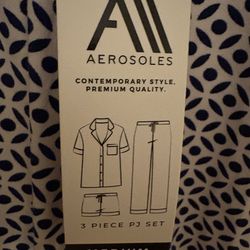 AEROSOLES
CONTEMPORARY STYLE.
PREMIUM QUALITY.
3 PIECE PJ SET